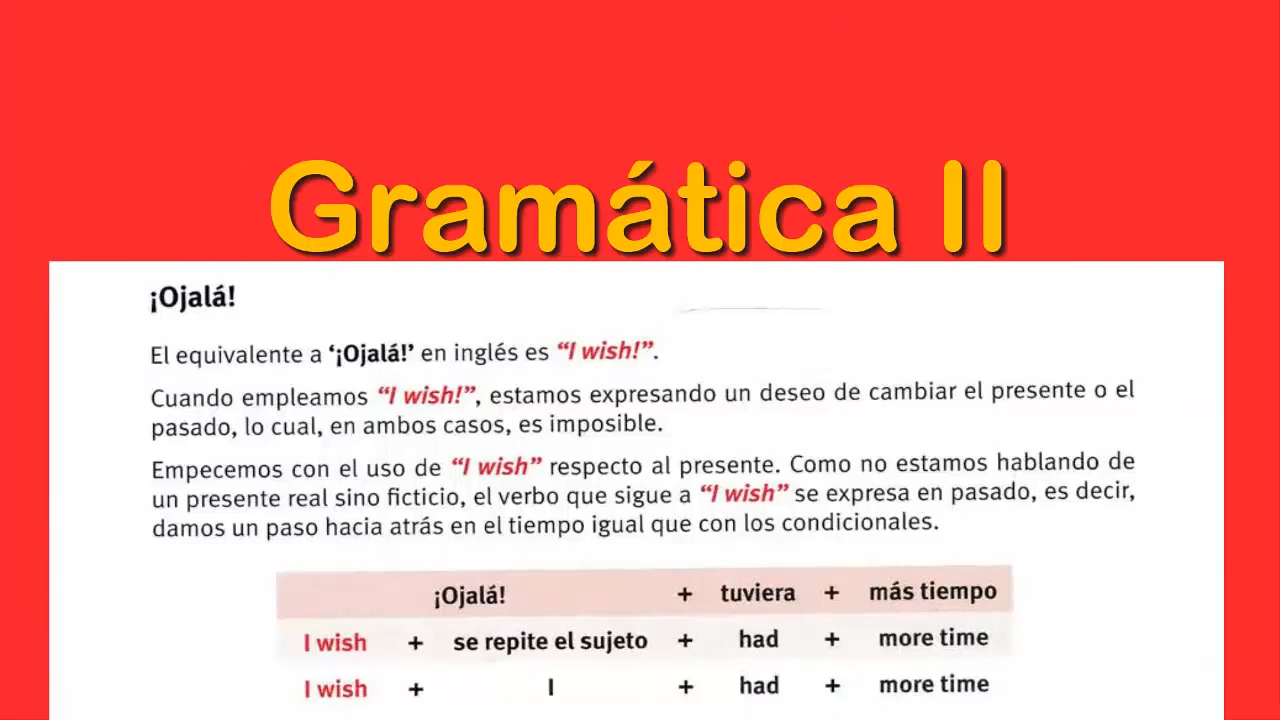 Gramática II
¡Ojalá!
El equivalente a ‘¡Ojalá!’ en inglés es “I wish!”.
Cuando empleamos “I wish!”, estamos expresando un deseo de cambiar el presente o el
pasado, lo cual, en ambos casos, es imposible.
Empecemos con el uso de “I wish” respecto al presente. Como no estamos hablando de
un presente real sino ficticio, el verbo que sigue a “I wish” se expresa en pasado, es decir,
damos un paso hacia atrás en el tiempo igual que con los condicionales.
¡Ojalá! + tuviera + más tiempo
I wish + se repite el sujeto + had + more time
I wish + I + had + more time